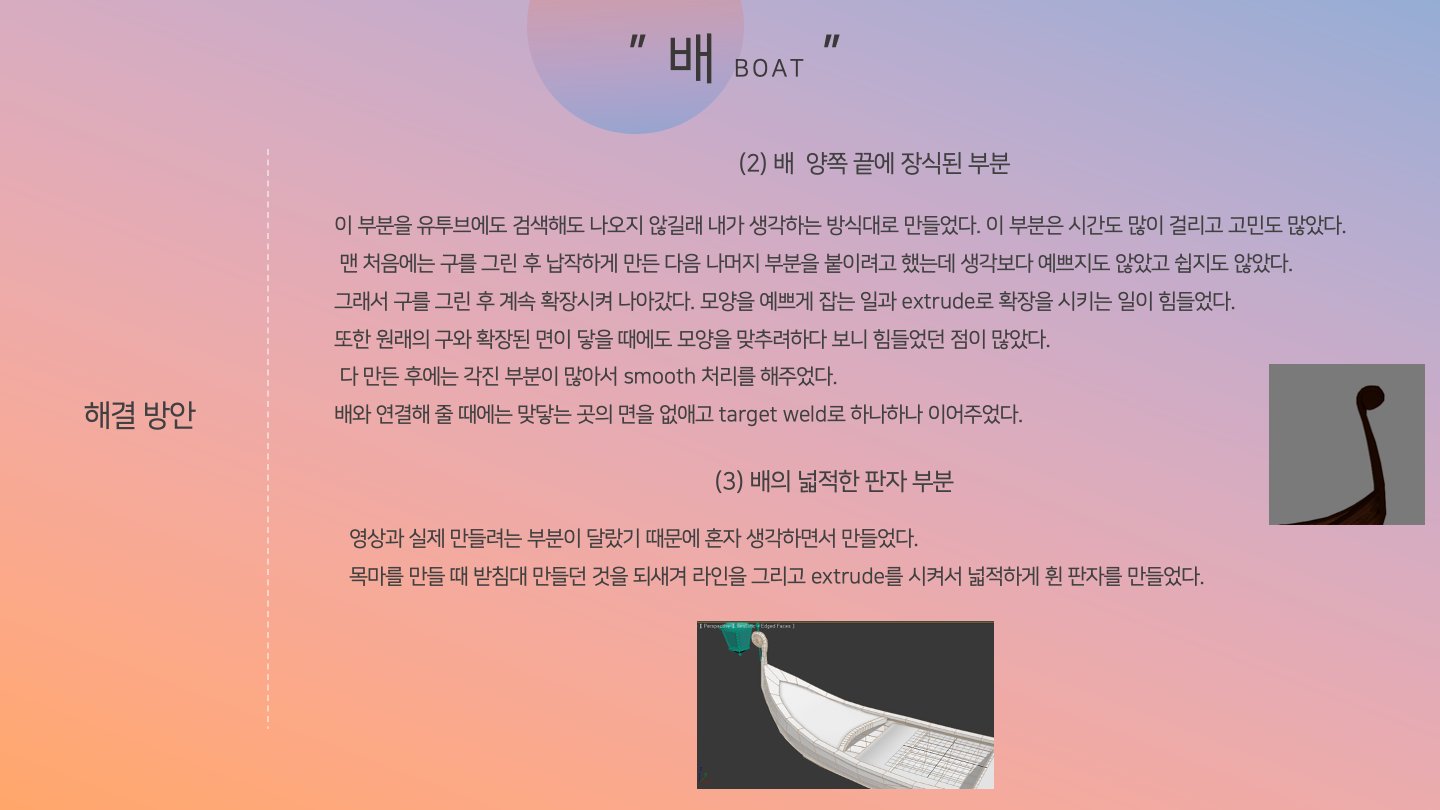 " 배 BOAT "
(2) 배 양쪽 끝에 장식된 부분
이 부분을 유투브에도 검색해도 나오지 않길래 내가 생각하는 방식대로 만들었다. 이 부분은 시간도 많이 걸리고 고민도 많았다.
맨 처음에는 구를 그린 후 납작하게 만든 다음 나머지 부분을 붙이려고 했는데 생각보다 예쁘지도 않았고 쉽지도 않았다.
그래서 구를 그린 후 계속 확장시켜 나아갔다. 모양을 예쁘게 잡는 일과 extrude로 확장을 시키는 일이 힘들었다.
또한 원래의 구와 확장된 면이 닿을 때에도 모양을 맞추려하다 보니 힘들었던 점이 많았다.
다 만든 후에는 각진 부분이 많아서 smooth 처리를 해주었다.
배와 연결해 줄 때에는 맞닿는 곳의 면을 없애고 target weld로 하나하나 이어주었다.
해결 방안
(3) 배의 넓적한 판자 부분
영상과 실제 만들려는 부분이 달랐기 때문에 혼자 생각하면서 만들었다.
목마를 만들 때 받침대 만들던 것을 되새겨 라인을 그리고 extrude를 시켜서 넓적하게 휜 판자를 만들었다.
Edged Faces ]